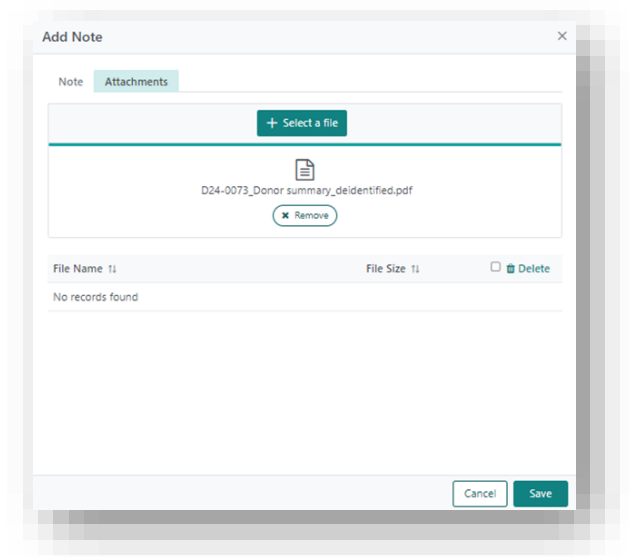 Add Note
Note Attachments
Select a file
D24-0073_Donor summary_deidentified.pdf
Remove
File Name File Size Delete
No records found
Cancel Save